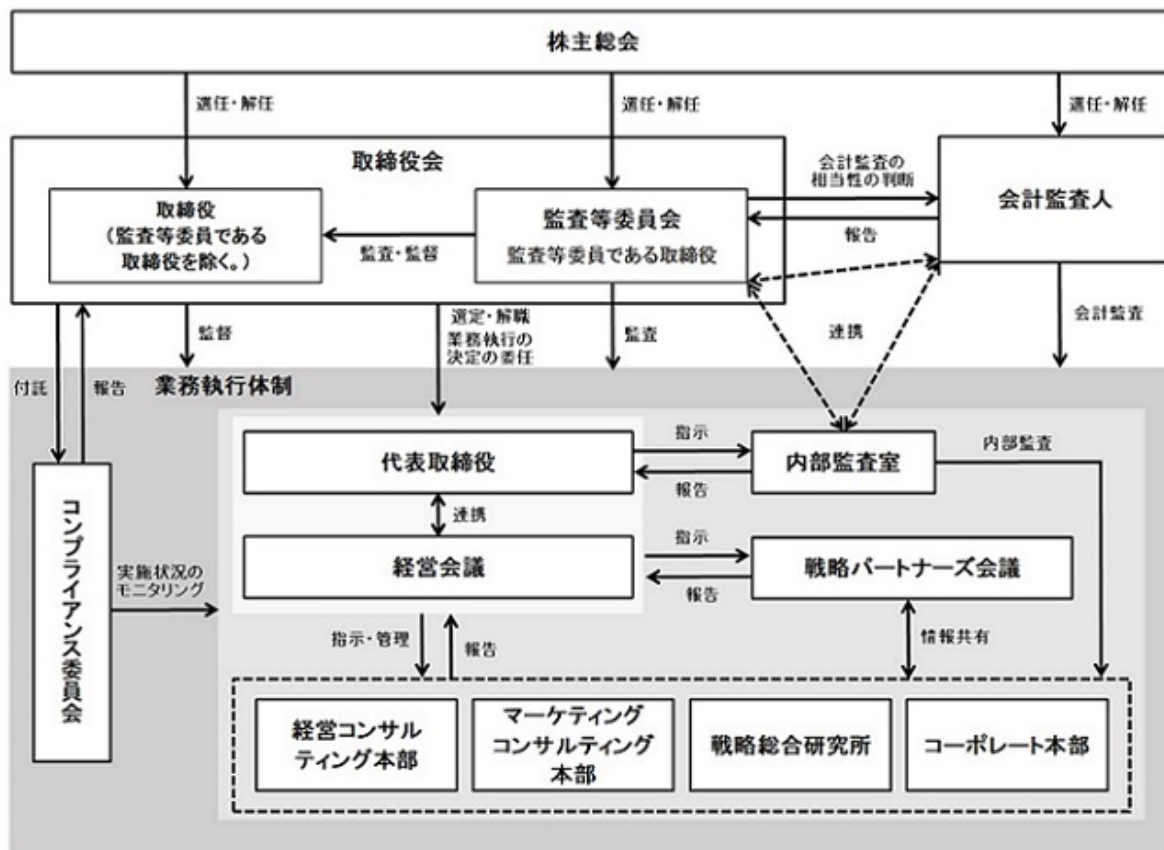 株主総会
選任・解任
選任・解任
選任・解任
取締役会
取締役
（監査等委員である
取締役を除く。）
監査・監督
監査等委員会
監査等委員である取締役
会計監査の
相当性の判断
報告
会計監査人
付託
報告
監督
選定・解職
業務執行の
決定の委任
監査
連携
会計監査
業務執行体制
代表取締役
指示
報告
内部監査室
内部監査
連携
経営会議
指示
報告
戦略パートナーズ会議
コンプライアンス委員会
実施状況の
モニタリング
指示・管理
報告
情報共有
経営コンサル
ティング本部
マーケティング
コンサルティング
本部
戦略総合研究所
コーポレート本部